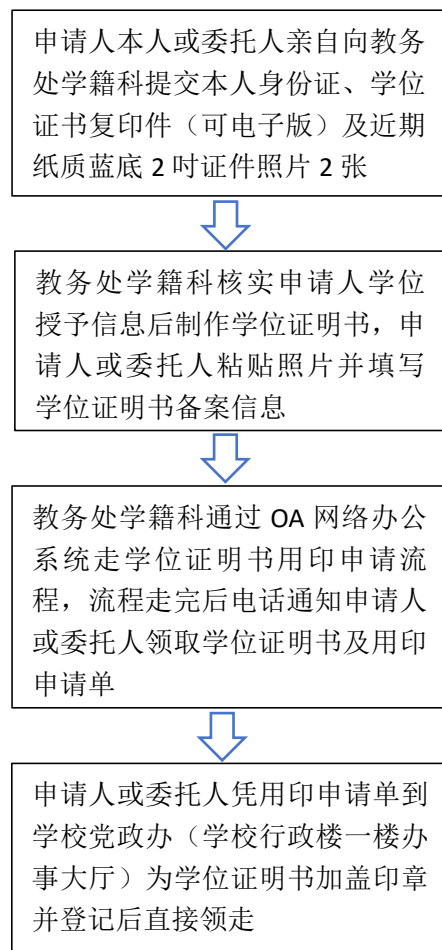 申请人本人或委托人亲自向教务
处学籍科提交本人身份证、学位
证书复印件（可电子版）及近期
纸质蓝底 2 吋证件照片 2 张
教务处学籍科核实申请人学位
授予信息后制作学位证明书，申
请人或委托人粘贴照片并填写
学位证明书备案信息
教务处学籍科通过 OA 网络办公
系统走学位证明书用印申请流
程，流程走完后电话通知申请人
或委托人领取学位证明书及用印
申请单
申请人或委托人凭用印申请单到
学校党政办（学校行政楼一楼办
事大厅）为学位证明书加盖印章
并登记后直接领走